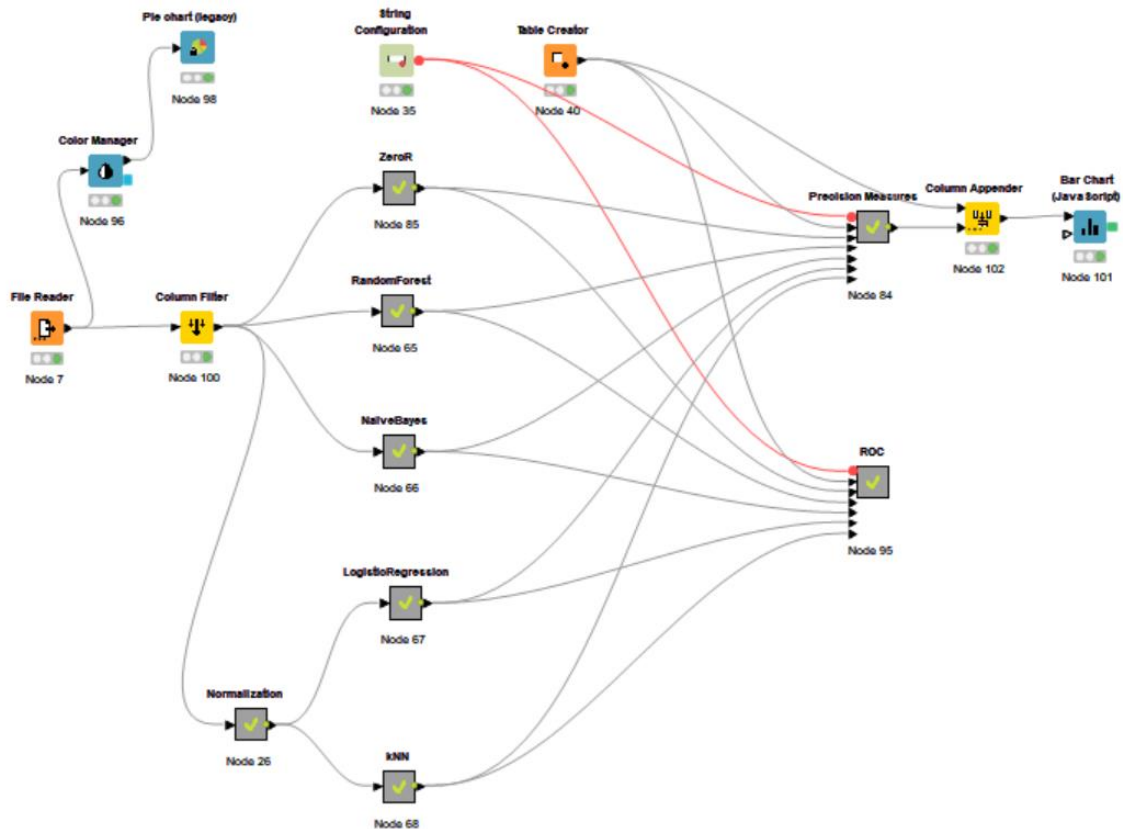 Pie chart (legacy)
Node 98
String
Configuration
Node 35
Table Creator
Node 40
Color Manager
Node 96
ZeroR
Node 85
Precision Measures
Node 84
Column Appender
Node 102
Bar Chart
(JavaScript)
Node 101
File Reader
Node 7
Column Filter
Node 100
RandomForest
Node 65
NaiveBayes
Node 66
ROC
Node 95
LogisticRegression
Node 67
Normalization
Node 26
kNN
Node 68